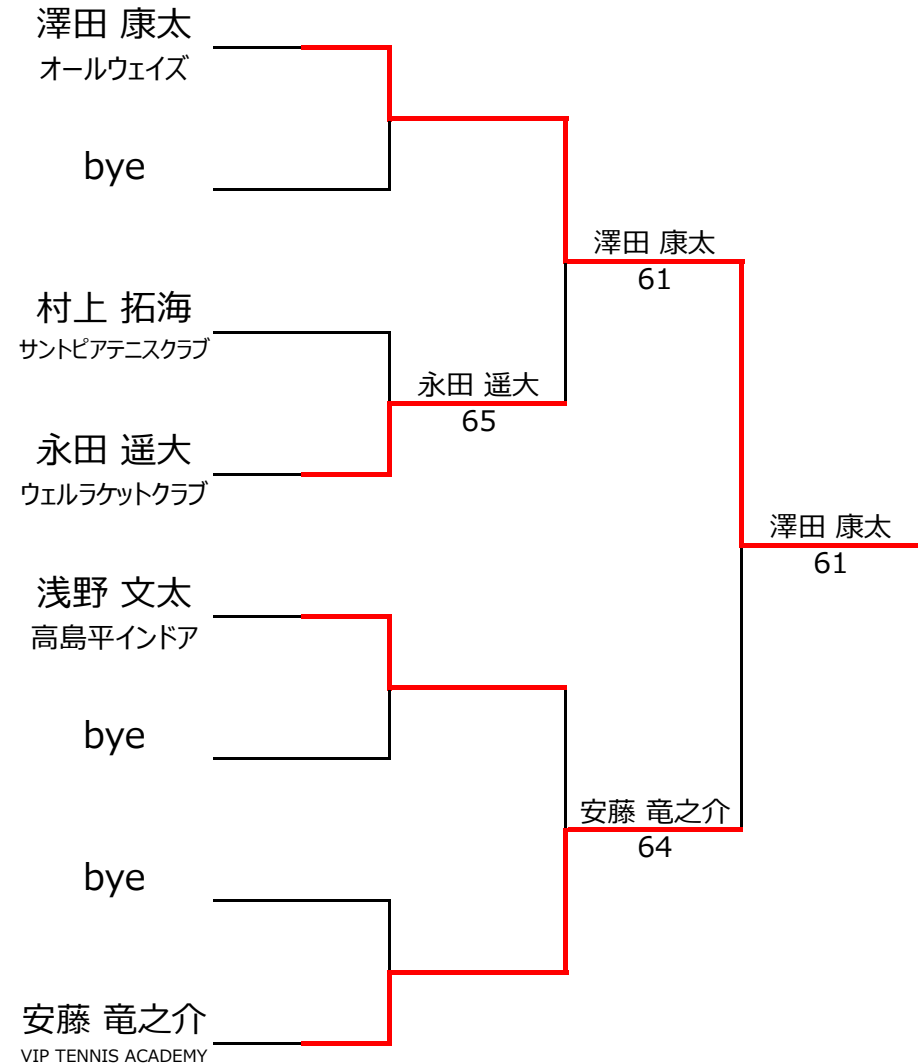 澤田 康太
オールウェイズ
bye
村上 拓海
サントピアテニスクラブ
永田 遥大
ウェルラケットクラブ
浅野 文太
高島平インドア
bye
bye
安藤 竜之介
VIP TENNIS ACADEMY
永田 遥大
65
澤田 康太
61
安藤 竜之介
64
澤田 康太
61